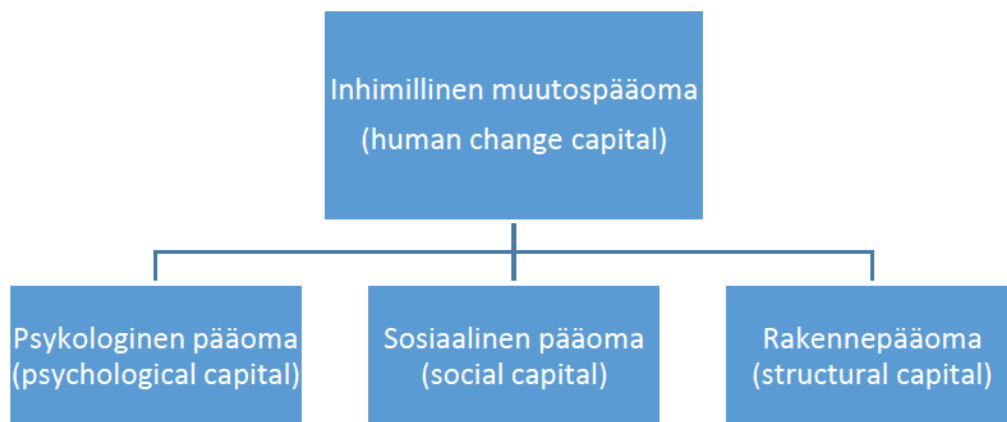 Inhimillinen muutospääoma
(human change capital)
Psykologinen pääoma
(psychological capital)
Sosiaalinen pääoma
(social capital)
Rakennepääoma
(structural capital)